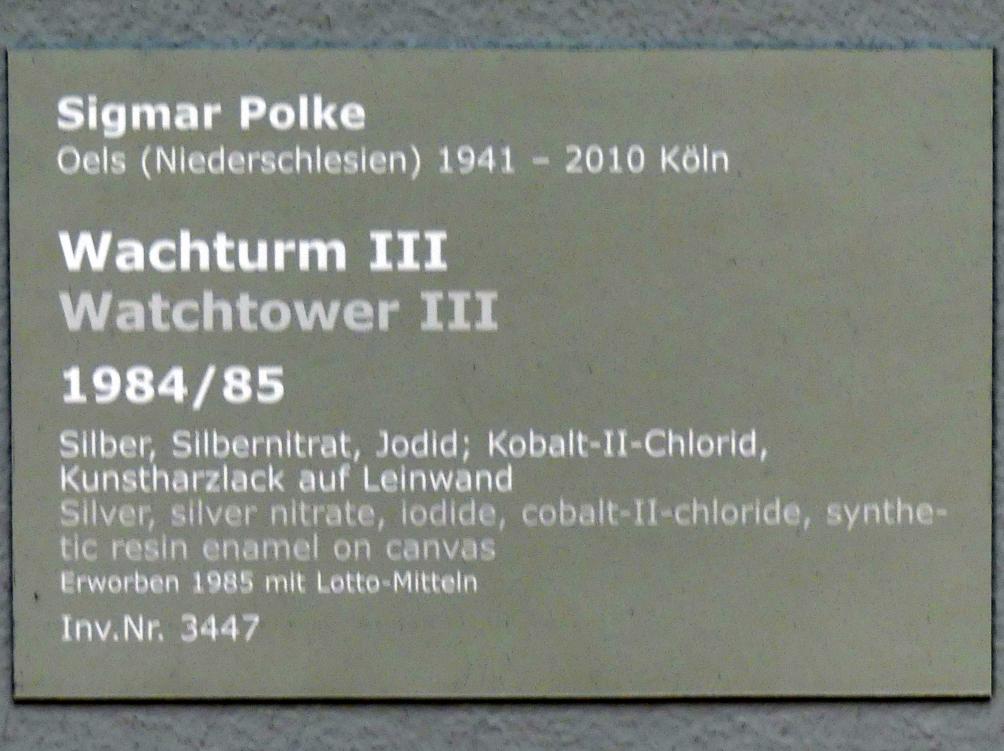 Sigmar Polke
Oels (Niederschlesien) 1941 – 2010 Köln
Wachturm III
Watchtower III
1984/85
Silber, Silbernitrat, Jodid; Kobalt-II-Chlorid,
Kunstharzlack auf Leinwand
Silver, silver nitrate, iodide, cobalt-II-chloride, synthe-
tic resin enamel on canvas
Erworben 1985 mit Lotto-Mitteln
Inv.Nr. 3447